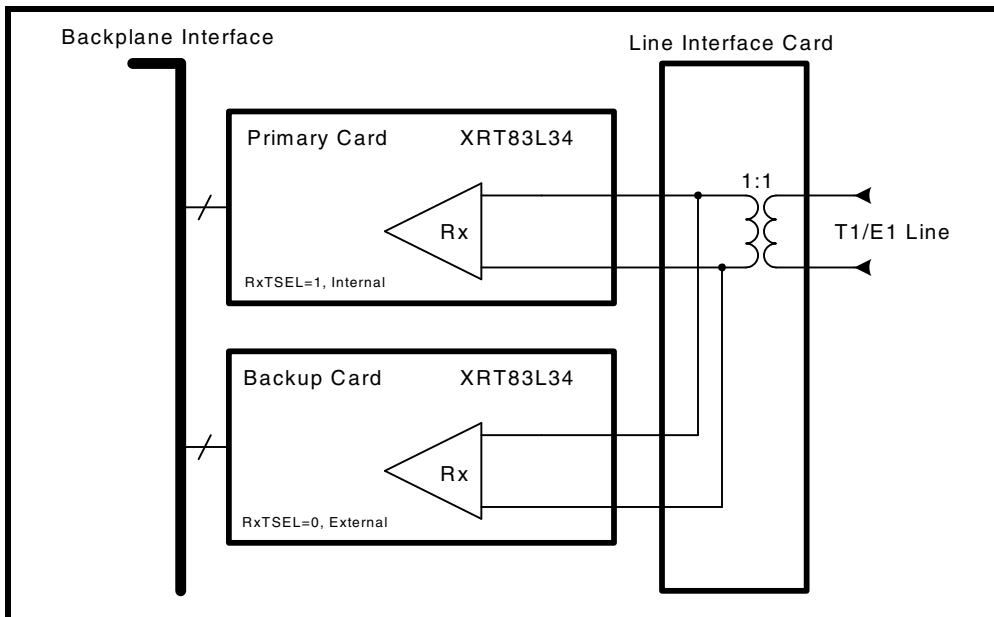 Backplane Interface
Line Interface Card
Primary Card XRT83L34
1:1
Rx
T1/E1 Line
RxTSEL=1, Internal
Backup Card XRT83L34
Rx
RxTSEL=0, External